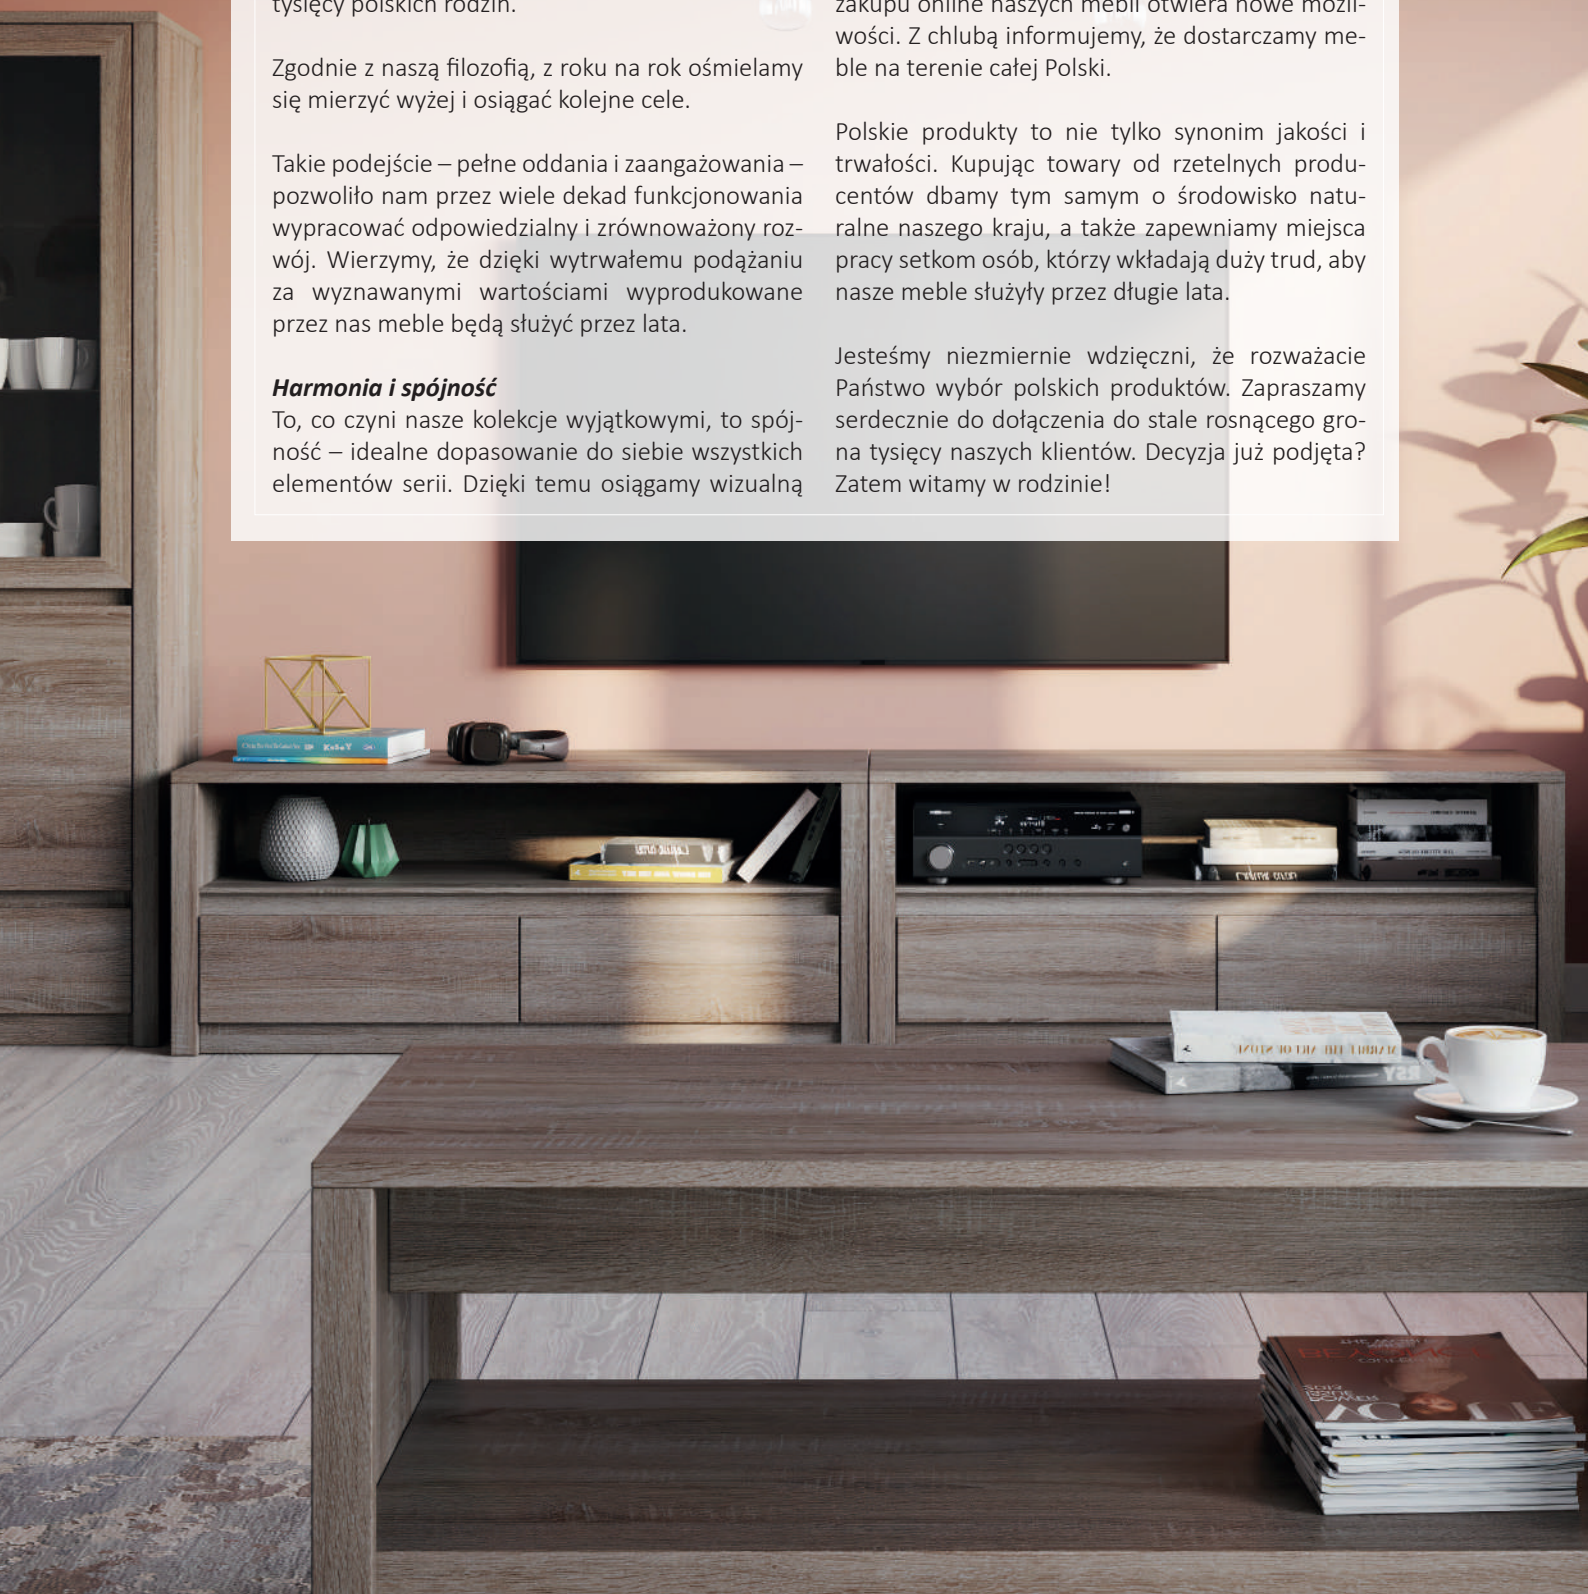 tysięcy polskich rodzin.
Zgodnie z naszą filozofią, z roku na rok ośmielamy
się mierzyć wyżej i osiągać kolejne cele.
Takie podejście – pełne oddania i zaangażowania –
pozwoliło nam przez wiele dekad funkcjonowania
wypracować odpowiedzialny i zrównoważony roz-
wój. Wierzymy, że dzięki wytrwałemu podążaniu
za wyznawanymi wartościami wyprodukowane
przez nas meble będą służyć przez lata.
Harmonia i spójność
To, co czyni nasze kolekcje wyjątkowymi, to spój-
ność – idealne dopasowanie do siebie wszystkich
elementów serii. Dzięki temu osiągamy wizualną
zakupu online naszych mebli otwiera nowe możli-
wości. Z chlubą informujemy, że dostarczamy me-
ble na terenie całej Polski.
Polskie produkty to nie tylko synonim jakości i
trwałości. Kupując towary od rzetelnych produ-
centów dbamy tym samym o środowisko natu-
ralne naszego kraju, a także zapewniamy miejsca
pracy setkom osób, którzy wkładają duży trud, aby
nasze meble służyły przez długie lata.
Jesteśmy niezmiernie wdzięczni, że rozważacie
Państwo wybór polskich produktów. Zapraszamy
serdecznie do dołączenia do stale rosnącego gro-
na tysięcy naszych klientów. Decyzja już podjęta?
Zatem witamy w rodzinie!
MARBLE THE ART OF STONE